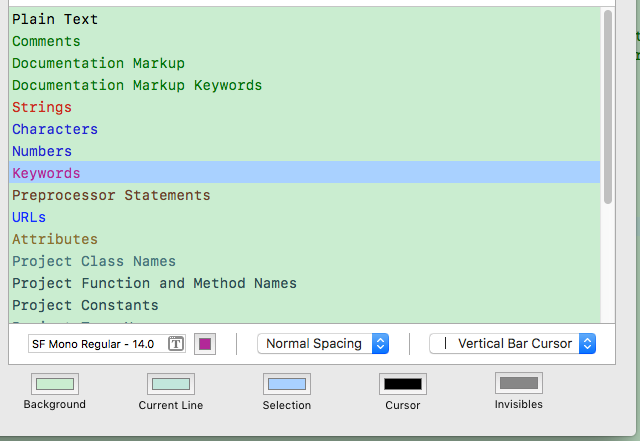 Plain Text
Comments
Documentation Markup
Documentation Markup Keywords
Strings
Characters
Numbers
Keywords
Preprocessor Statements
URLs
Attributes
Project Class Names
Project Function and Method Names
Project Constants
SF Mono Regular - 14.0 T Normal Spacing Vertical Bar Cursor
Background Current Line Selection Cursor Invisibles